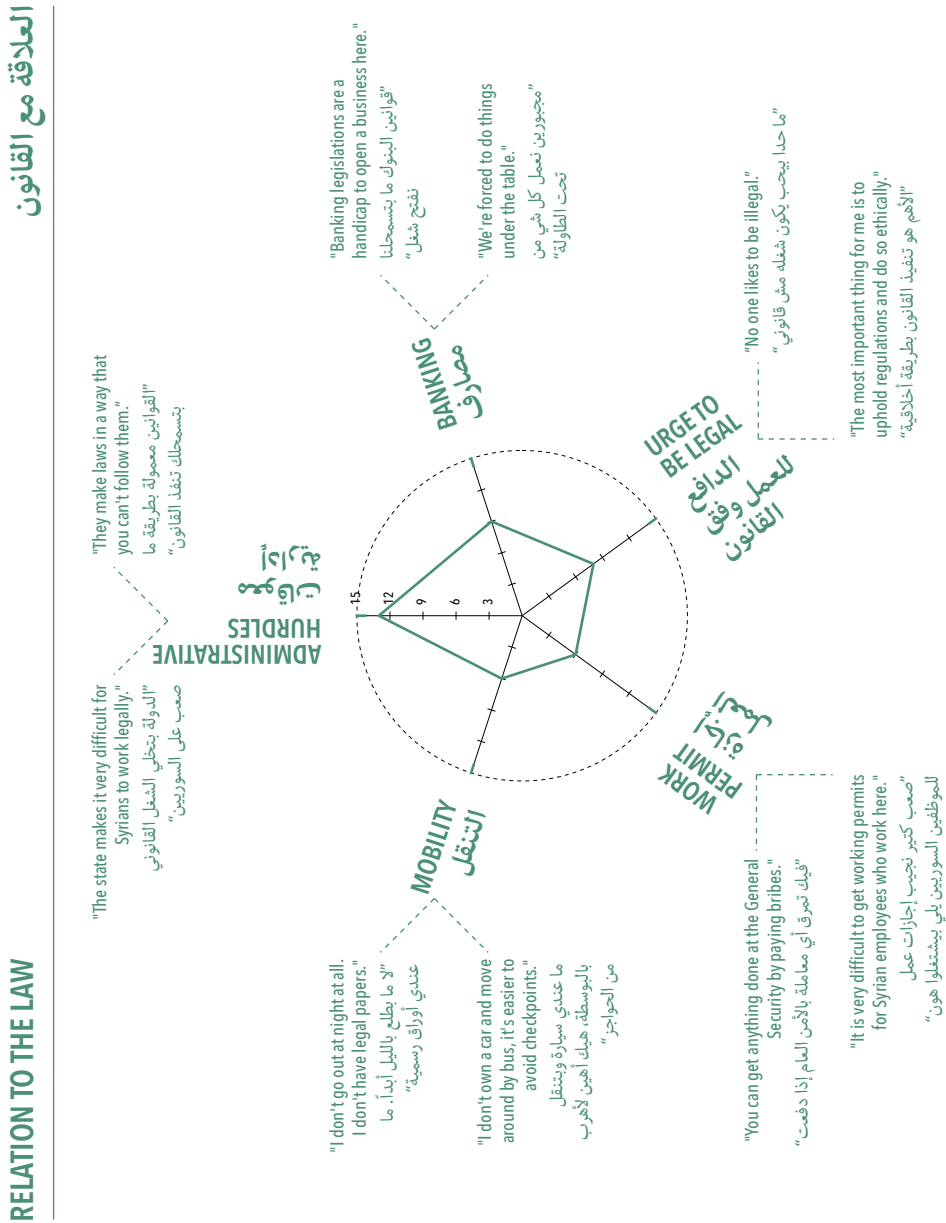 RELATION TO THE LAW
العلاقة مع القانون
"The state makes it very difficult for
Syrians to work legally."
"الدولة بتخلي الشغل القانوني
صعب على السوريين"
"They make laws in a way that
you can't follow them."
"القوانين معمولة بطريقة ما
بتسمحلك تنفذ القانون"
ADMINISTRATIVE
HURDLES
معوقات
إدارية
"I don't go out at night at all.
I don't have legal papers."
"لا ما بطلع بالليل أبداً. ما
عندي أوراق رسمية"
"I don't own a car and move
around by bus, it's easier to
avoid checkpoints."
ما عندي سيارة وبتنقل
بالبوسطة، هيك أهين لأهرب
من الحواجز"
MOBILITY
التنقل
15
12
9
6
3
BANKING
مصارف
"Banking legislations are a
handicap to open a business here."
"قوانين البنوك ما بتسمحلنا
نفتح شغل"
"We're forced to do things
under the table."
"مجبورين نعمل كل شي من
تحت الطاولة"
WORK
PERMIT
إجازة
العمل
"You can get anything done at the General
Security by paying bribes."
"فيك تمرق أي معاملة بالأمن العام إذا دفعت"
"It is very difficult to get working permits
for Syrian employees who work here."
"صعب كتير نجيب إجازات عمل
للموظفين السوريين يلي بيشتغلوا هون"
URGE TO
BE LEGAL
الدافع
للعمل وفق
القانون
"No one likes to be illegal."
"ما حدا بيحب يكون شغله مش قانوني"
"The most important thing for me is to
uphold regulations and do so ethically."
"الأهم هو تنفيذ القانون بطريقة أخلاقية"